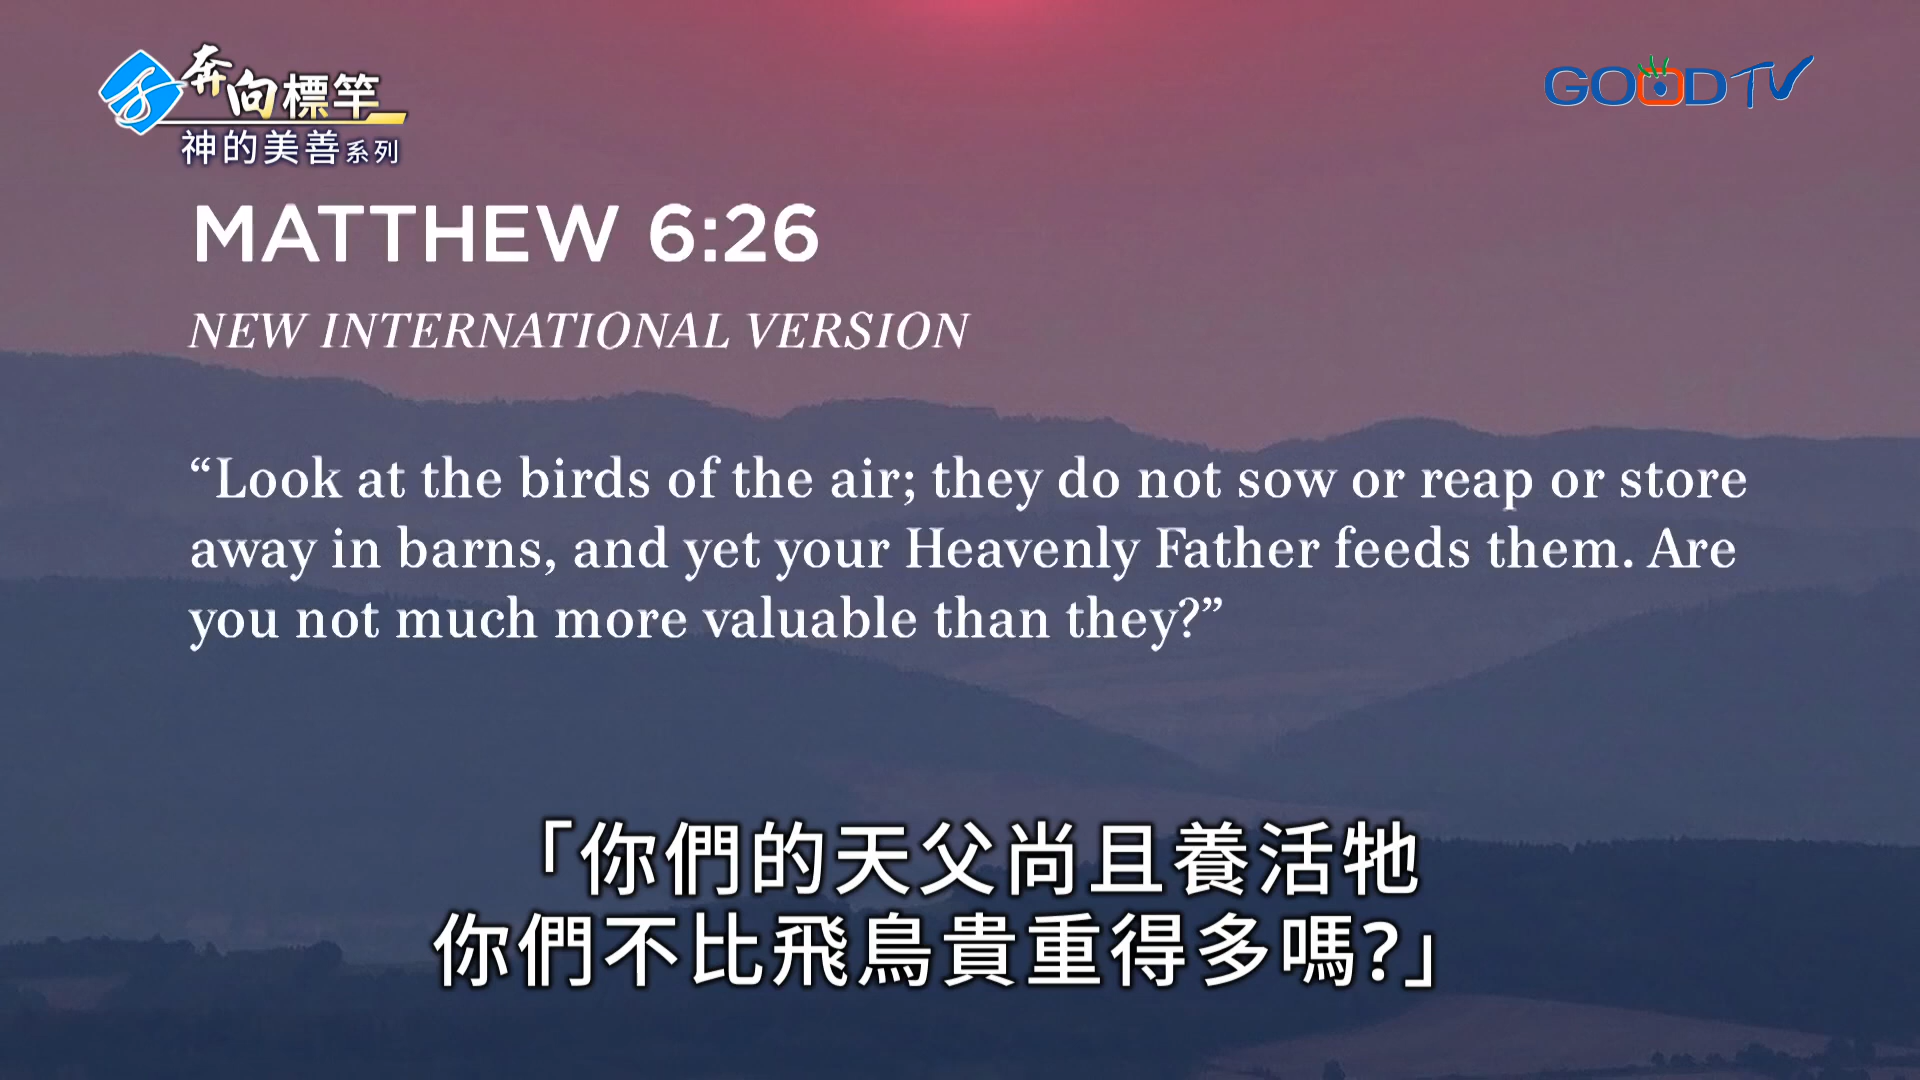 奔向標竿
GOODTV
神的美善系列
MATTHEW 6:26
NEW INTERNATIONAL VERSION
“Look at the birds of the air; they do not sow or reap or store
away in barns, and yet your Heavenly Father feeds them. Are
you not much more valuable than they?”
「你們的天父尚且養活牠
你們不比飛鳥貴重得多嗎?」